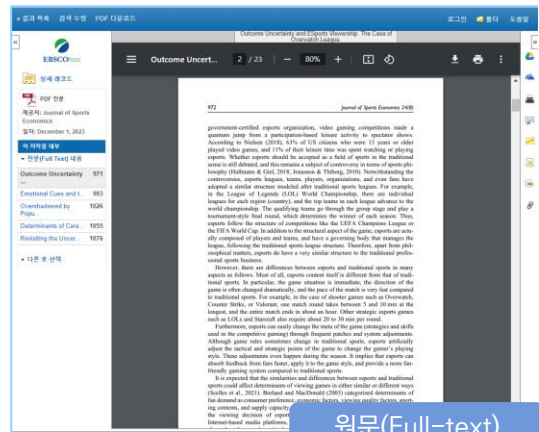 « 결과 목록 검색 수정 PDF 다운로드
로그인 폴더 도움말
EBSCOhost
상세 레코드
PDF 전문
제공처: Journal of Sports
Economics
일자: December 1, 2023
이 저자들 내부
전문(Full Text) 내용
Outcome Uncertainty 971
...
Emotional Cues and t.. 993
Overshadowed by 1026
Popu...
Determinants of Care.. 1055
Revisiting the Uncer.. 1076
다른 호 선택
Outcome Uncertainty and ESports Viewership: The Case of
Overwatch League
Outcome Uncert... 2 / 23 | — 80% +
972 Journal of Sports Economics 24(8)
government-certified esports organization, video gaming competitions made a
quantum jump from a participation-based leisure activity to spectator shows.
According to Nielsen (2018), 63% of US citizens who were 13 years or older
played video games, and 11% of their leisure time was spent watching or playing
esports. Whether esports should be accepted as a field of sports in the traditional
sense is still debated, and this remains a subject of controversy in terms of sports phi-
losophy (Hallmann & Giel, 2018; Jonasson & Thiborg, 2010). Notwithstanding the
controversies, esports leagues, teams, players, organizations, and even fans have
adopted a similar structure modeled after traditional sports leagues. For example,
in the League of Legends (LOL) World Championship, there are individual
leagues for each region (country), and the top teams in each league advance to the
world championship. The qualifying teams go through the group stage and play a
tournament-style final round, which determines the winner of each season. Thus,
esports follow the structure of competitions like the UEFA Champions League or
the FIFA World Cup. In addition to the structural aspect of the game, esports are actu-
ally composed of players and teams, and have a governing body that manages the
league, following the traditional sports league structure. Therefore, apart from phil-
osophical matters, esports do have a very similar structure to the traditional profes-
sional sports business.
However, there are differences between esports and traditional sports in many
aspects as follows. Most of all, esports content itself is different from that of tradi-
tional sports. In particular, the game situation is immediate, the direction of the
game is often changed dramatically, and the pace of the match is very fast compared
to traditional sports. For example, in the case of shooter games such as Overwatch,
Counter Strike, or Valorant, one match round takes between 5 and 10 min at the
longest, and the entire match ends in about an hour. Other strategic esports games
such as LOLs and Starcraft also require about 20 to 30 min per round.
Furthermore, esports can easily change the meta of the game (strategies and skills
used in the competitive gaming) through frequent patches and system adjustments.
Although game rules sometimes change in traditional sports, esports artificially
adjust the tactical and strategic points of the game to change the gamer's playing
style. These adjustments even happen during the season. It implies that esports can
absorb feedback from fans faster, apply it to the game style, and provide a more fan-
friendly gaming system compared to traditional sports.
It is expected that the similarities and differences between esports and traditional
sports could affect determinants of viewing games in either similar or different ways
(Scelles et al., 2021). Borland and MacDonald (2003) categorized determinants of
fan demand as consumer preference, economic factors, viewing quality factors, sport-
ing contents, and supply capacity.
the viewing decision of esport
Internet-based media platforms,
원문(Full-text)